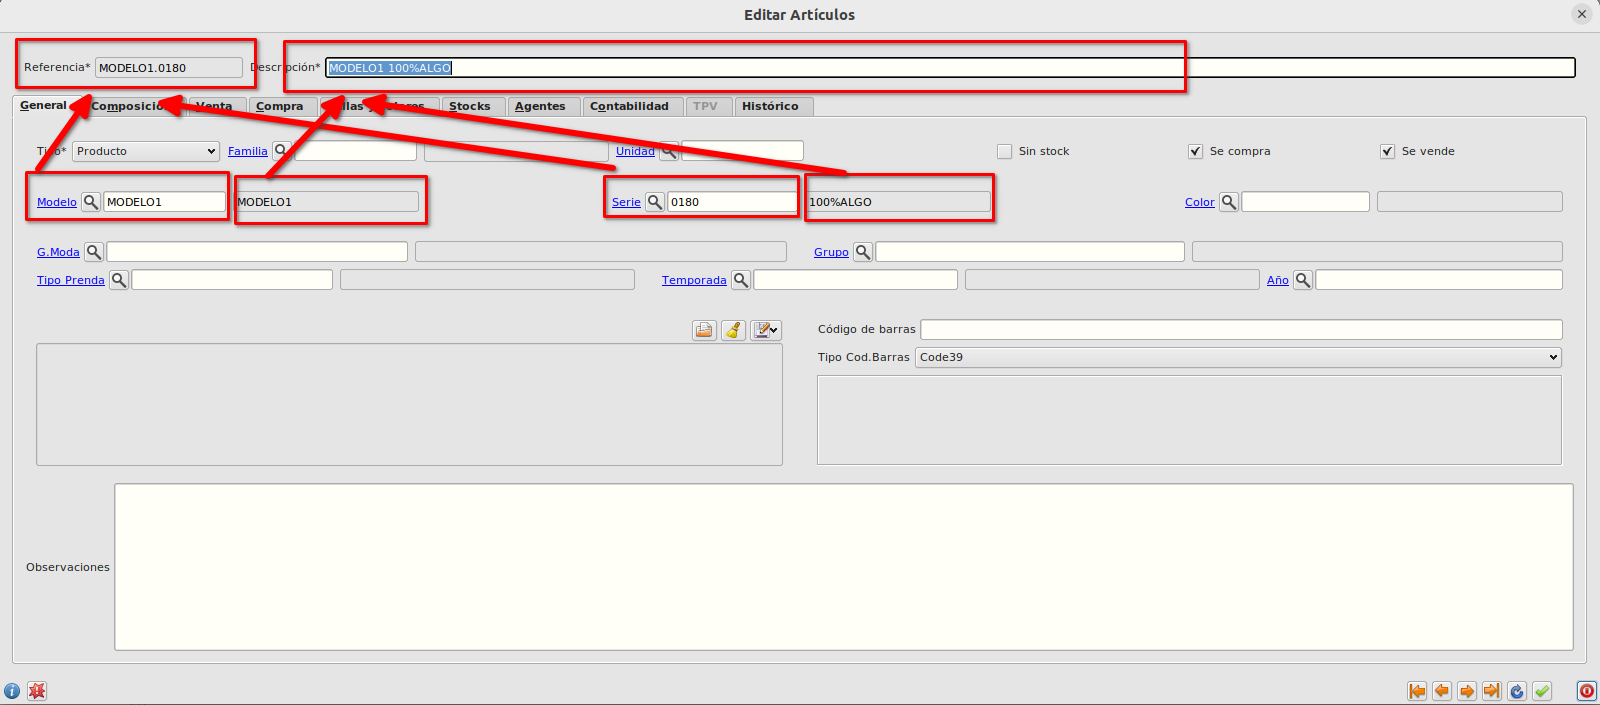 Editar Artículos
Referencia* MODELO1.0180 Descripción* MODELO1 100%ALGO
General Composición Venta Compra Stocks Agentes Contabilidad TPV Histórico
Tipo* Producto Familia Unidad Sin stock Se compra Se vende
Modelo MODELO1 MODELO1 Serie 0180 100%ALGO Color
G.Moda Grupo
Tipo Prenda Temporada Año
Código de barras
Tipo Cod.Barras Code39
Observaciones